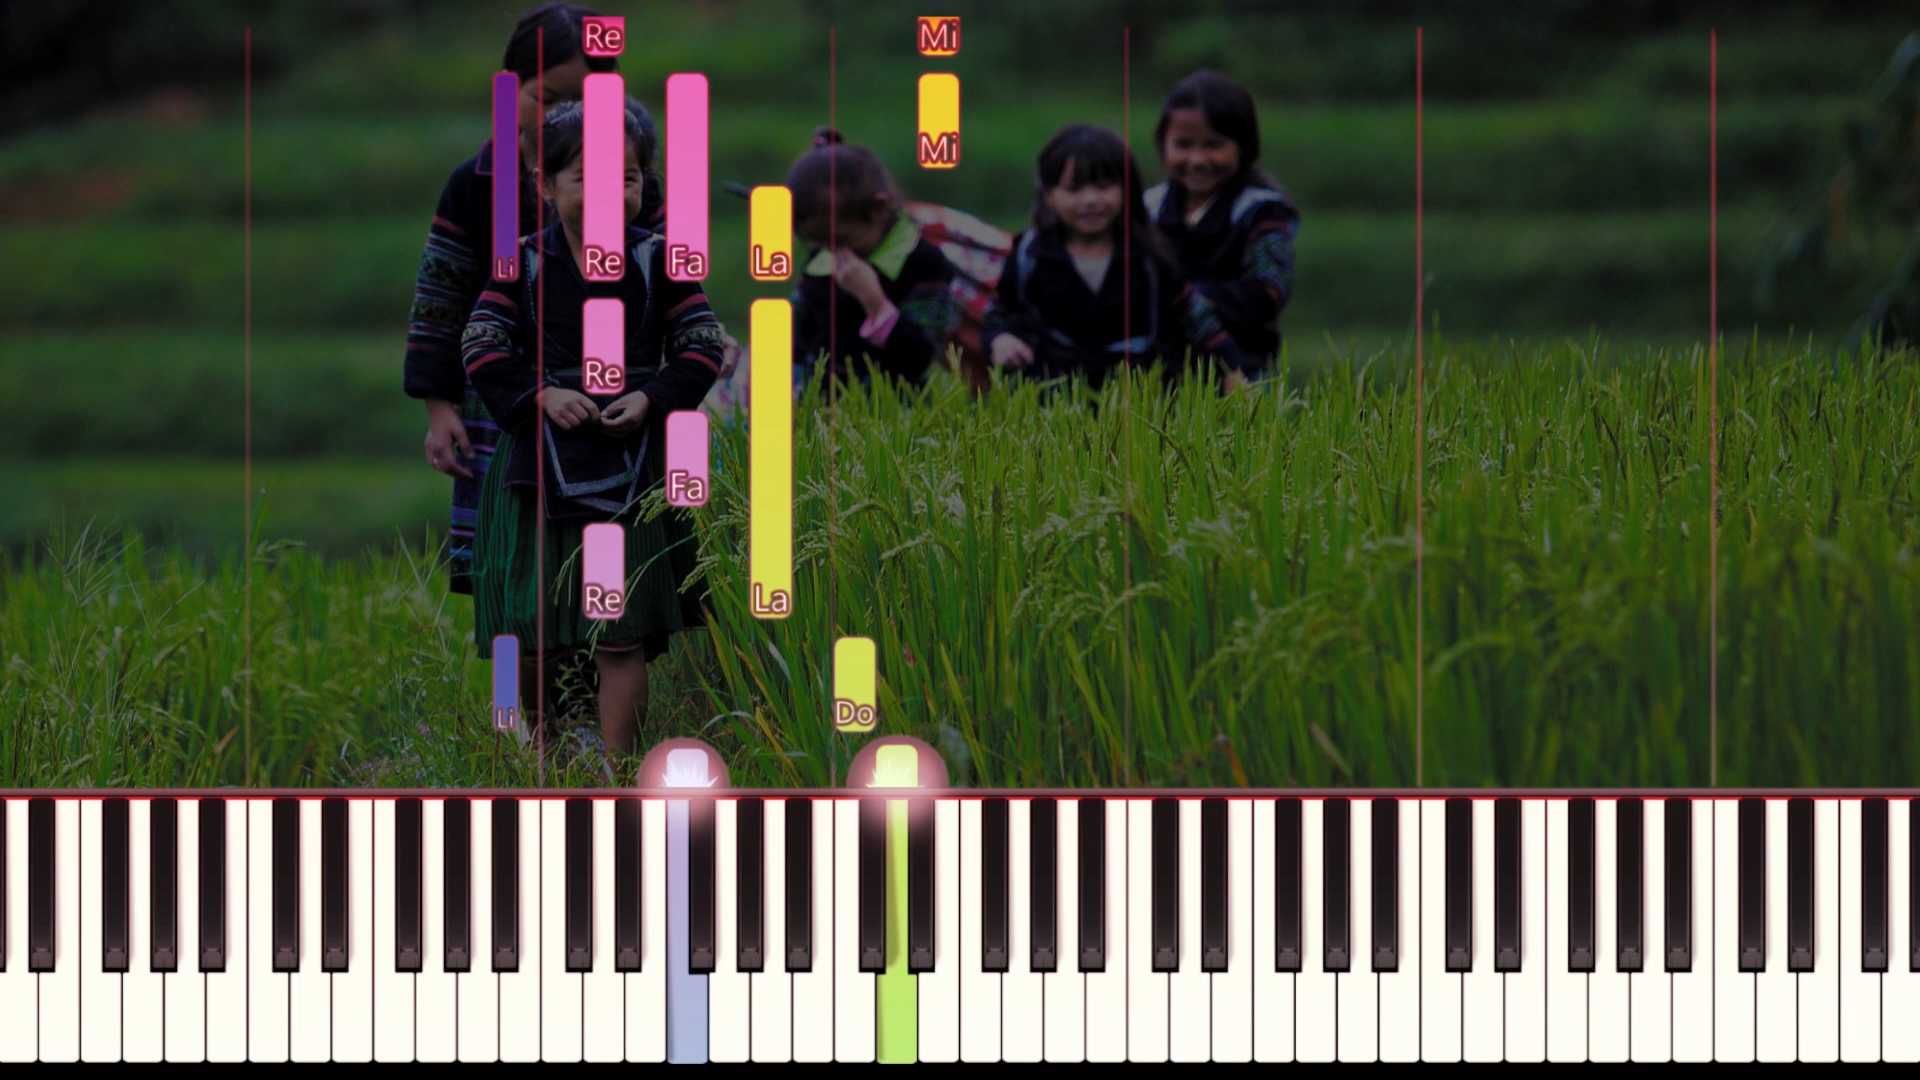 Re Mi
Mi
Li Re Fa La
Re
Fa
Re La
Li Do